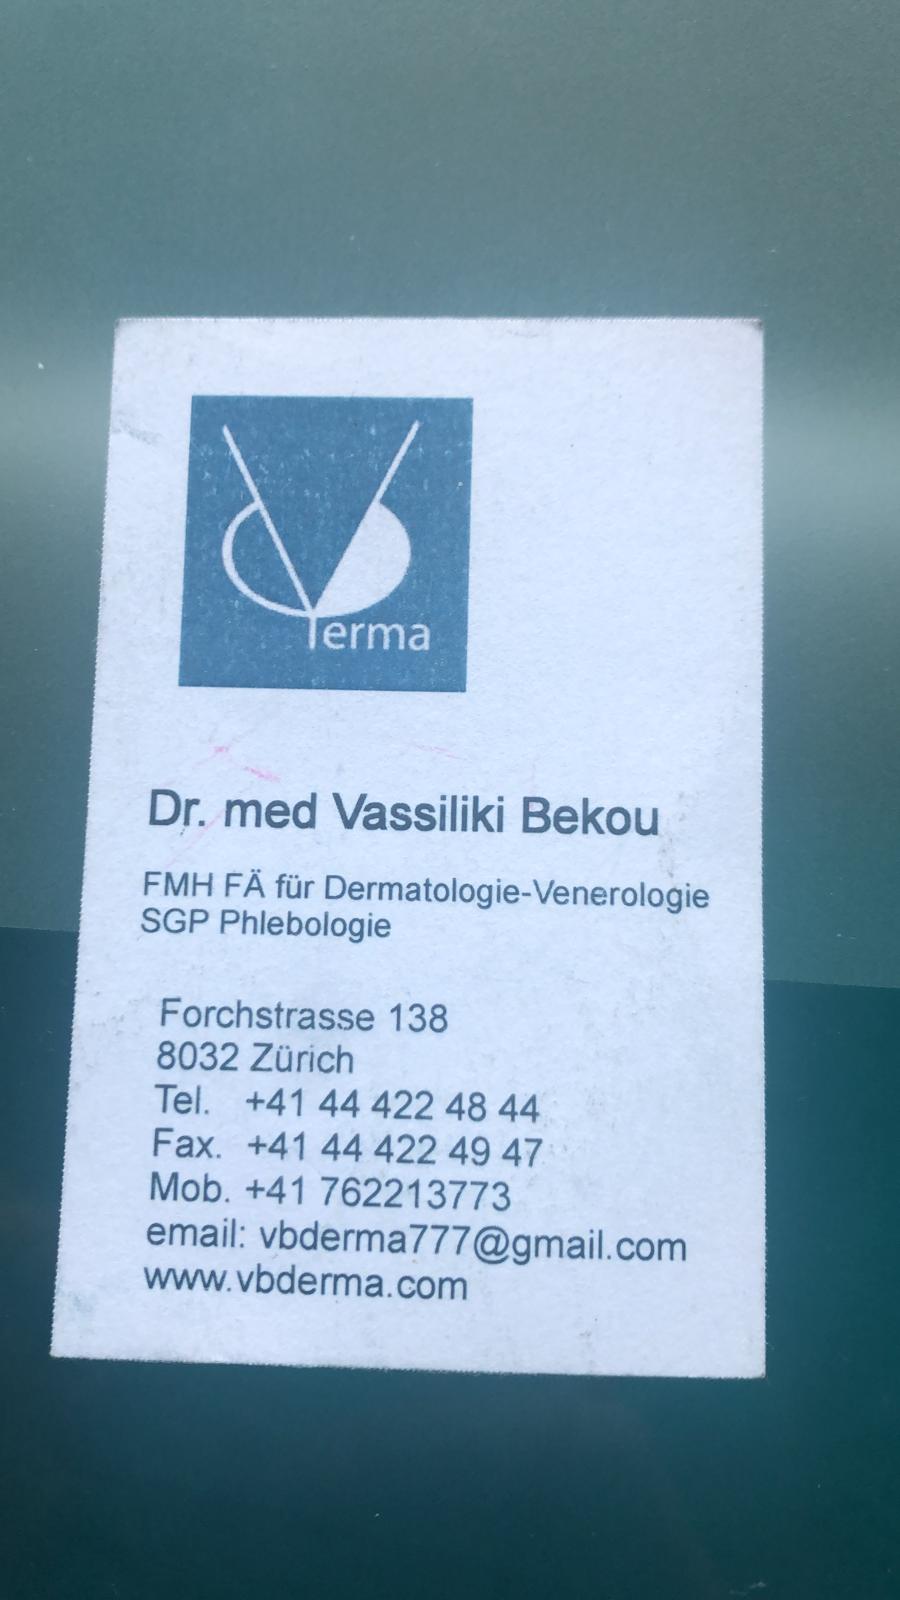 Terma
Dr. med Vassiliki Bekou
FMH FÄ für Dermatologie-Venerologie
SGP Phlebologie
Forchstrasse 138
8032 Zürich
Tel. +41 44 422 48 44
Fax. +41 44 422 49 47
Mob. +41 762213773
email: vbderma777@gmail.com
www.vbderma.com